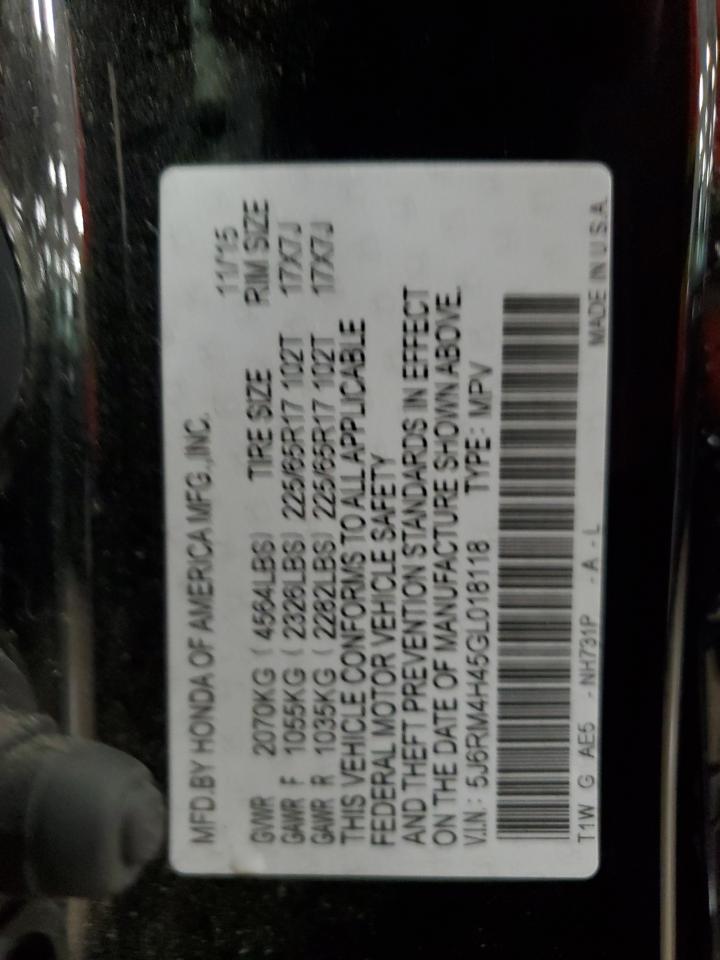 MFD.BY HONDA OF AMERICA MFG.,INC. 11/15
GVWR 2070KG ( 4564LBS) TIRE SIZE RIM SIZE
GAWR F 1055KG ( 2326LBS) 225/65R17 102T 17X7J
GAWR R 1035KG ( 2282LBS) 225/65R17 102T 17X7J
THIS VEHICLE CONFORMS TO ALL APPLICABLE
FEDERAL MOTOR VEHICLE SAFETY
AND THEFT PREVENTION STANDARDS IN EFFECT
ON THE DATE OF MANUFACTURE SHOWN ABOVE.
V.I.N.: 5J6RM4H45GL018118 TYPE: MPV
T1W G AE5 - NH731P - A - L MADE IN U.S.A.